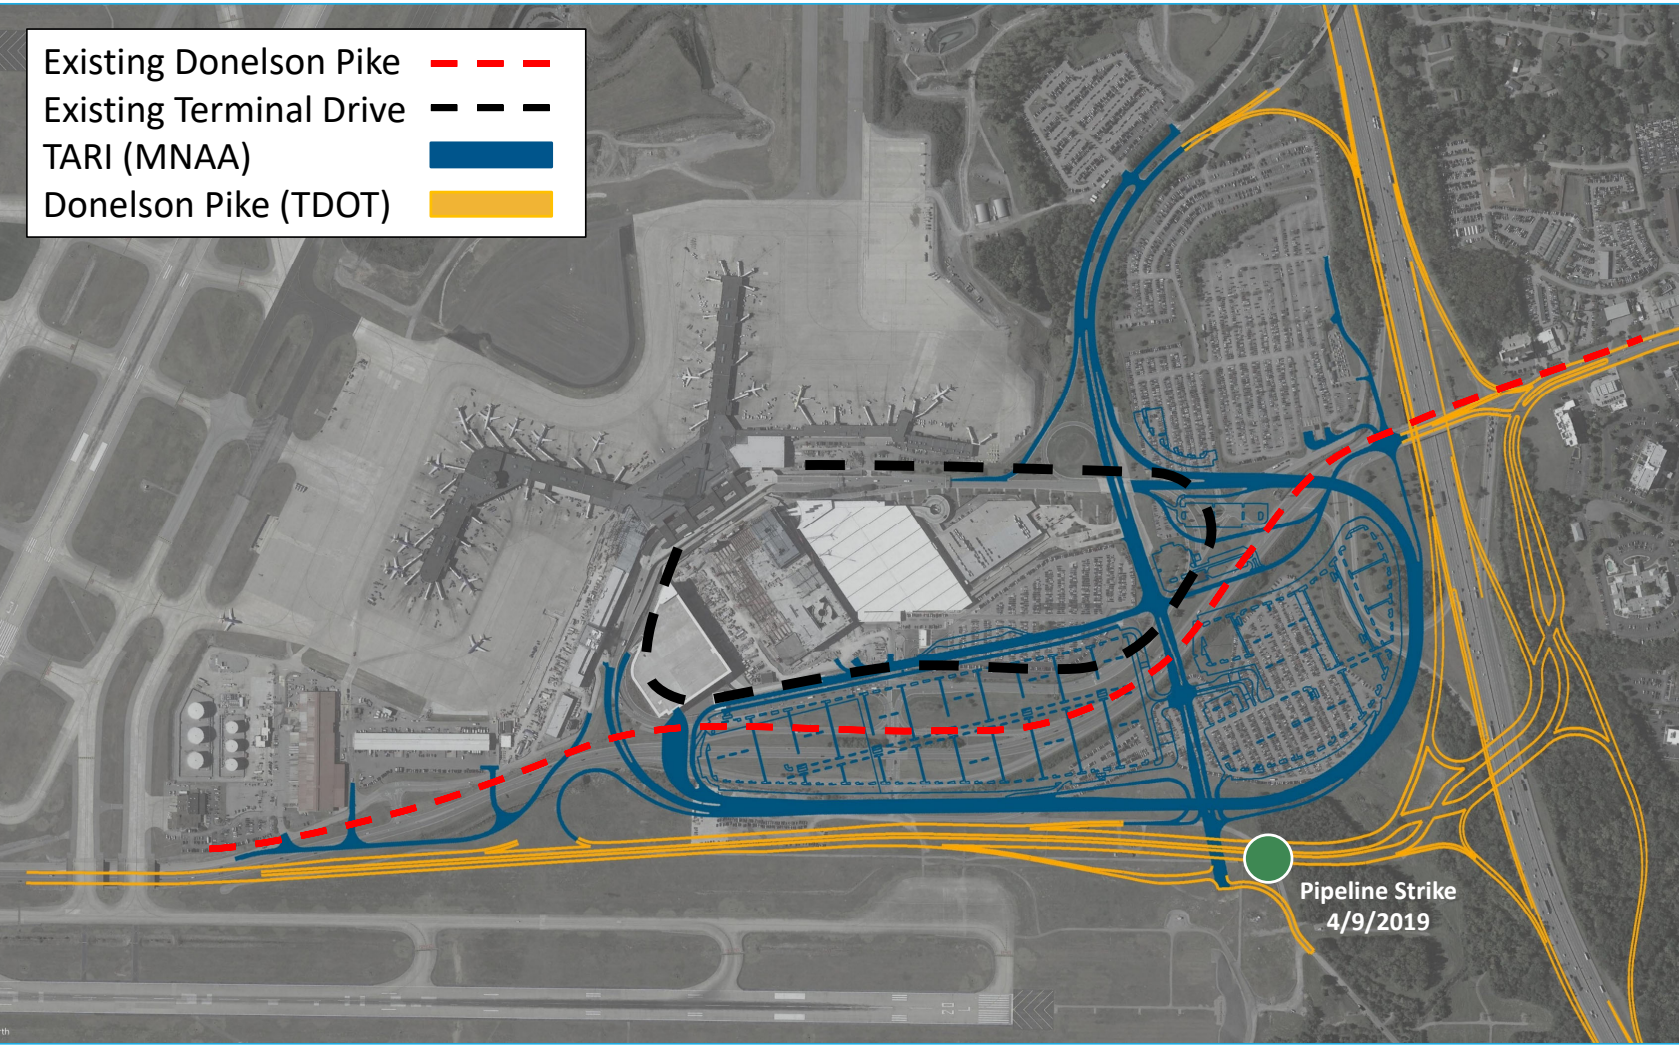 Existing Donelson Pike
Existing Terminal Drive
TARI (MNAA)
Donelson Pike (TDOT)
Pipeline Strike
4/9/2019